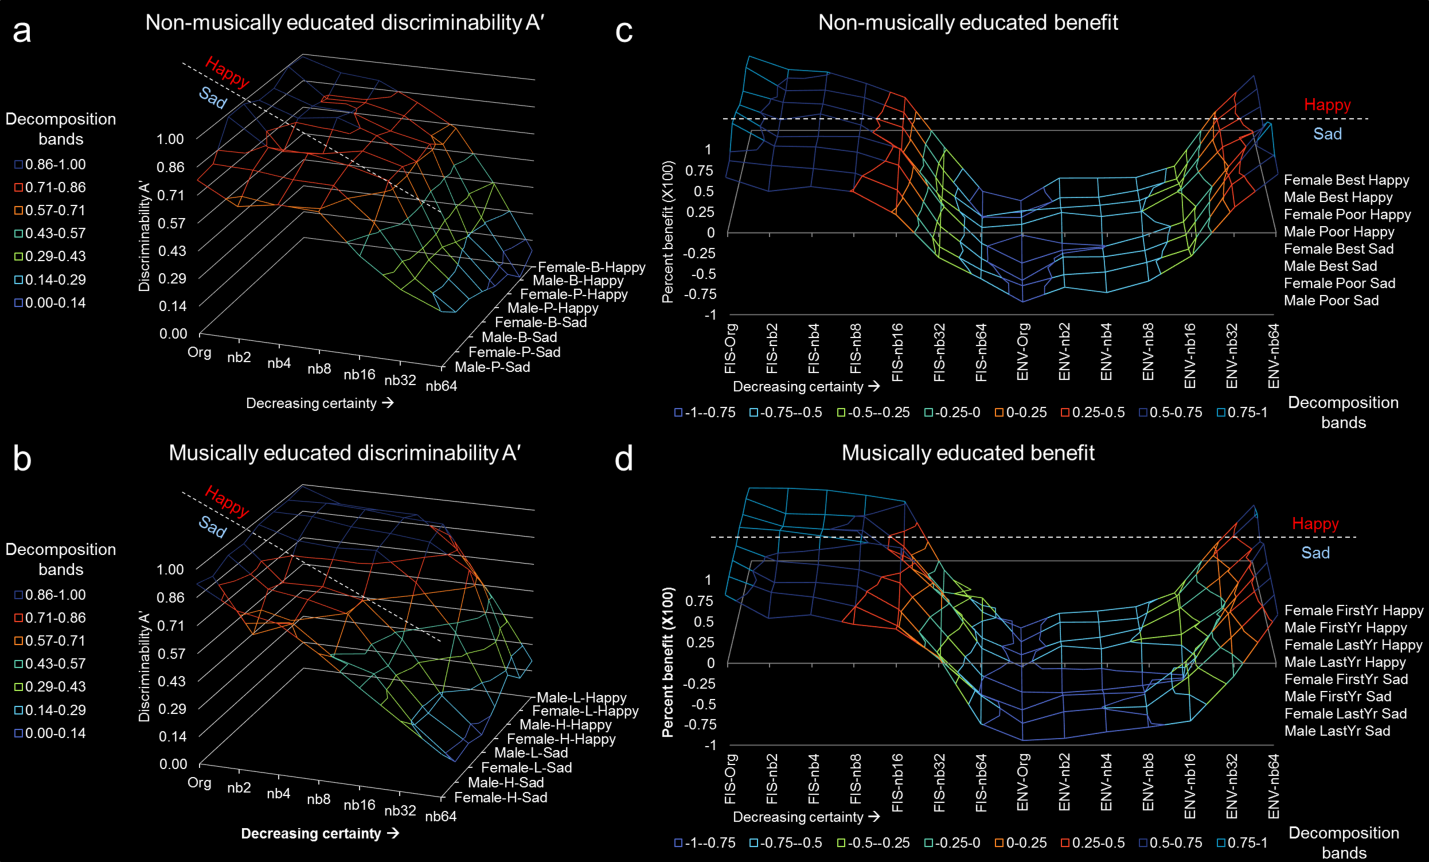 a
Non-musically educated discriminability A′
Happy
Sad
Decomposition
bands
0.86-1.00
0.71-0.86
0.57-0.71
0.43-0.57
0.29-0.43
0.14-0.29
0.00-0.14
Discriminability A′
1.00
0.86
0.71
0.57
0.43
0.29
0.14
0.00
Org
nb2
nb4
nb8
nb16
nb32
nb64
Female-B-Happy
Male-B-Happy
Female-P-Happy
Male-P-Happy
Female-B-Sad
Male-B-Sad
Female-P-Sad
Male-P-Sad
Decreasing certainty →
c
Non-musically educated benefit
Happy
Sad
Percent benefit (X100)
1
0.75
0.5
0.25
0
-0.25
-0.5
-0.75
-1
Female Best Happy
Male Best Happy
Female Poor Happy
Male Poor Happy
Female Best Sad
Male Best Sad
Female Poor Sad
Male Poor Sad
FIS-Org
FIS-nb2
FIS-nb4
FIS-nb8
FIS-nb16
FIS-nb32
FIS-nb64
ENV-Org
ENV-nb2
ENV-nb4
ENV-nb8
ENV-nb16
ENV-nb32
ENV-nb64
Decreasing certainty →
-1--0.75
-0.75--0.5
-0.5--0.25
-0.25-0
0-0.25
0.25-0.5
0.5-0.75
0.75-1
Decomposition
bands
b
Musically educated discriminability A′
Happy
Sad
Decomposition
bands
0.86-1.00
0.71-0.86
0.57-0.71
0.43-0.57
0.29-0.43
0.14-0.29
0.00-0.14
Discriminability A′
1.00
0.86
0.71
0.57
0.43
0.29
0.14
0.00
Org
nb2
nb4
nb8
nb16
nb32
nb64
Male-L-Happy
Female-L-Happy
Male-H-Happy
Female-H-Happy
Male-L-Sad
Female-L-Sad
Male-H-Sad
Female-H-Sad
Decreasing certainty →
d
Musically educated benefit
Happy
Sad
Percent benefit (X100)
1
0.75
0.5
0.25
0
-0.25
-0.5
-0.75
-1
Female FirstYr Happy
Male FirstYr Happy
Female LastYr Happy
Male LastYr Happy
Female FirstYr Sad
Male FirstYr Sad
Female LastYr Sad
Male LastYr Sad
FIS-Org
FIS-nb2
FIS-nb4
FIS-nb8
FIS-nb16
FIS-nb32
FIS-nb64
ENV-Org
ENV-nb2
ENV-nb4
ENV-nb8
ENV-nb16
ENV-nb32
ENV-nb64
Decreasing certainty →
-1--0.75
-0.75--0.5
-0.5--0.25
-0.25-0
0-0.25
0.25-0.5
0.5-0.75
0.75-1
Decomposition
bands